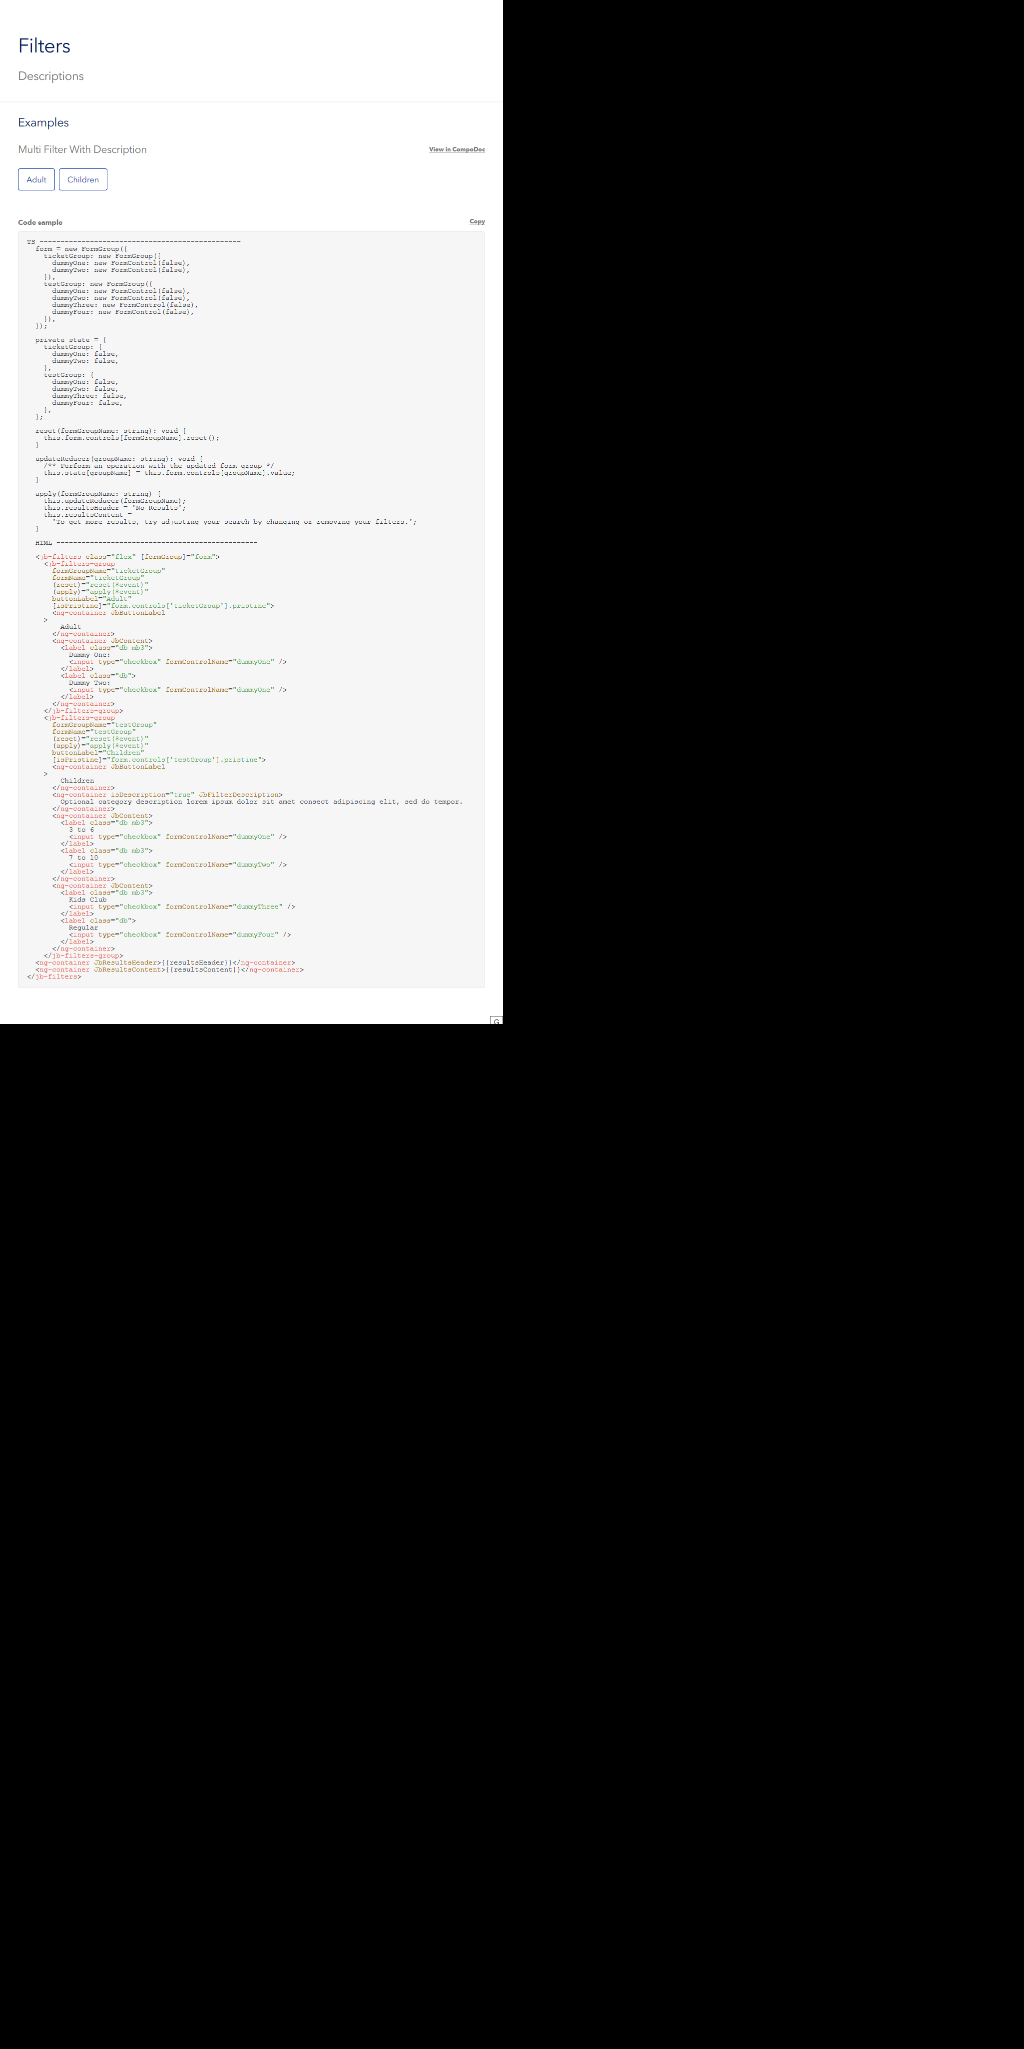 Filters
Descriptions
Examples
Multi Filter With Description
View in CompoDoc
Adult
Children
Code sample
Copy
TS ------------------------------------------------
form = new FormGroup({
ticketGroup: new FormGroup({
dummyOne: new FormControl(false),
dummyTwo: new FormControl(false),
}),
testGroup: new FormGroup({
dummyOne: new FormControl(false),
dummyTwo: new FormControl(false),
dummyThree: new FormControl(false),
dummyFour: new FormControl(false),
}),
});
private state = {
ticketGroup: {
dummyOne: false,
dummyTwo: false,
},
testGroup: {
dummyOne: false,
dummyTwo: false,
dummyThree: false,
dummyFour: false,
},
};
reset(formGroupName: string): void {
this.form.controls[formGroupName].reset();
}
updateReducer(groupName: string): void {
/** Perform an operation with the updated form group */
this.state[groupName] = this.form.controls[groupName].value;
}
apply(formGroupName: string) {
this.updateReducer(formGroupName);
this.resultsHeader = 'No Results';
this.resultsContent =
'To get more results, try adjusting your search by changing or removing your filters.';
}
HTML ------------------------------------------------
<jb-filters class="flex" [formGroup]="form">
<jb-filters-group
formGroupName="ticketGroup"
formName="ticketGroup"
(reset)="reset($event)"
(apply)="apply($event)"
buttonLabel="Adult"
[isPristine]="form.controls['ticketGroup'].pristine">
<ng-container JbButtonLabel
>
Adult
</ng-container>
<ng-container JbContent>
<label class="db mb3">
Dummy One:
<input type="checkbox" formControlName="dummyOne" />
</label>
<label class="db">
Dummy Two:
<input type="checkbox" formControlName="dummyOne" />
</label>
</ng-container>
</jb-filters-group>
<jb-filters-group
formGroupName="testGroup"
formName="testGroup"
(reset)="reset($event)"
(apply)="apply($event)"
buttonLabel="Children"
[isPristine]="form.controls['testGroup'].pristine">
<ng-container JbButtonLabel
>
Children
</ng-container>
<ng-container isDescription="true" JbFilterDescription>
Optional category description lorem ipsum dolor sit amet consect adipiscing elit, sed do tempor.
</ng-container>
<ng-container JbContent>
<label class="db mb3">
3 to 6
<input type="checkbox" formControlName="dummyOne" />
</label>
<label class="db mb3">
7 to 10
<input type="checkbox" formControlName="dummyTwo" />
</label>
</ng-container>
<ng-container JbContent>
<label class="db mb3">
Kids Club
<input type="checkbox" formControlName="dummyThree" />
</label>
<label class="db">
Regular
<input type="checkbox" formControlName="dummyFour" />
</label>
</ng-container>
</jb-filters-group>
<ng-container JbResultsHeader>{{resultsHeader}}</ng-container>
<ng-container JbResultsContent>{{resultsContent}}</ng-container>
</jb-filters>
G